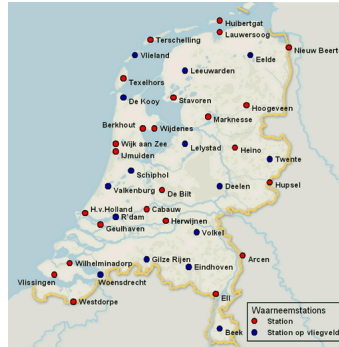 Huibertgat
Lauwersoog
Terschelling
Nieuw Beert
Vlieland
Eelde
Leeuwarden
Texelhors
De Kooy
Stavoren
Hoogeveen
Marknesse
Berkhout
Wijdenes
Wijk aan Zee
Lelystad
Heino
IJmuiden
Twente
Schiphol
Valkenburg
De Bilt
Deelen
Hupsel
H.v.Holland
Cabauw
R'dam
Herwijnen
Geulhaven
Volkel
Wilhelminadorp
Gilze Rijen
Arcen
Vlissingen
Woensdrecht
Eindhoven
Westdorpe
Ell
Beek
Waarneemstations
Station
Station op vliegveld